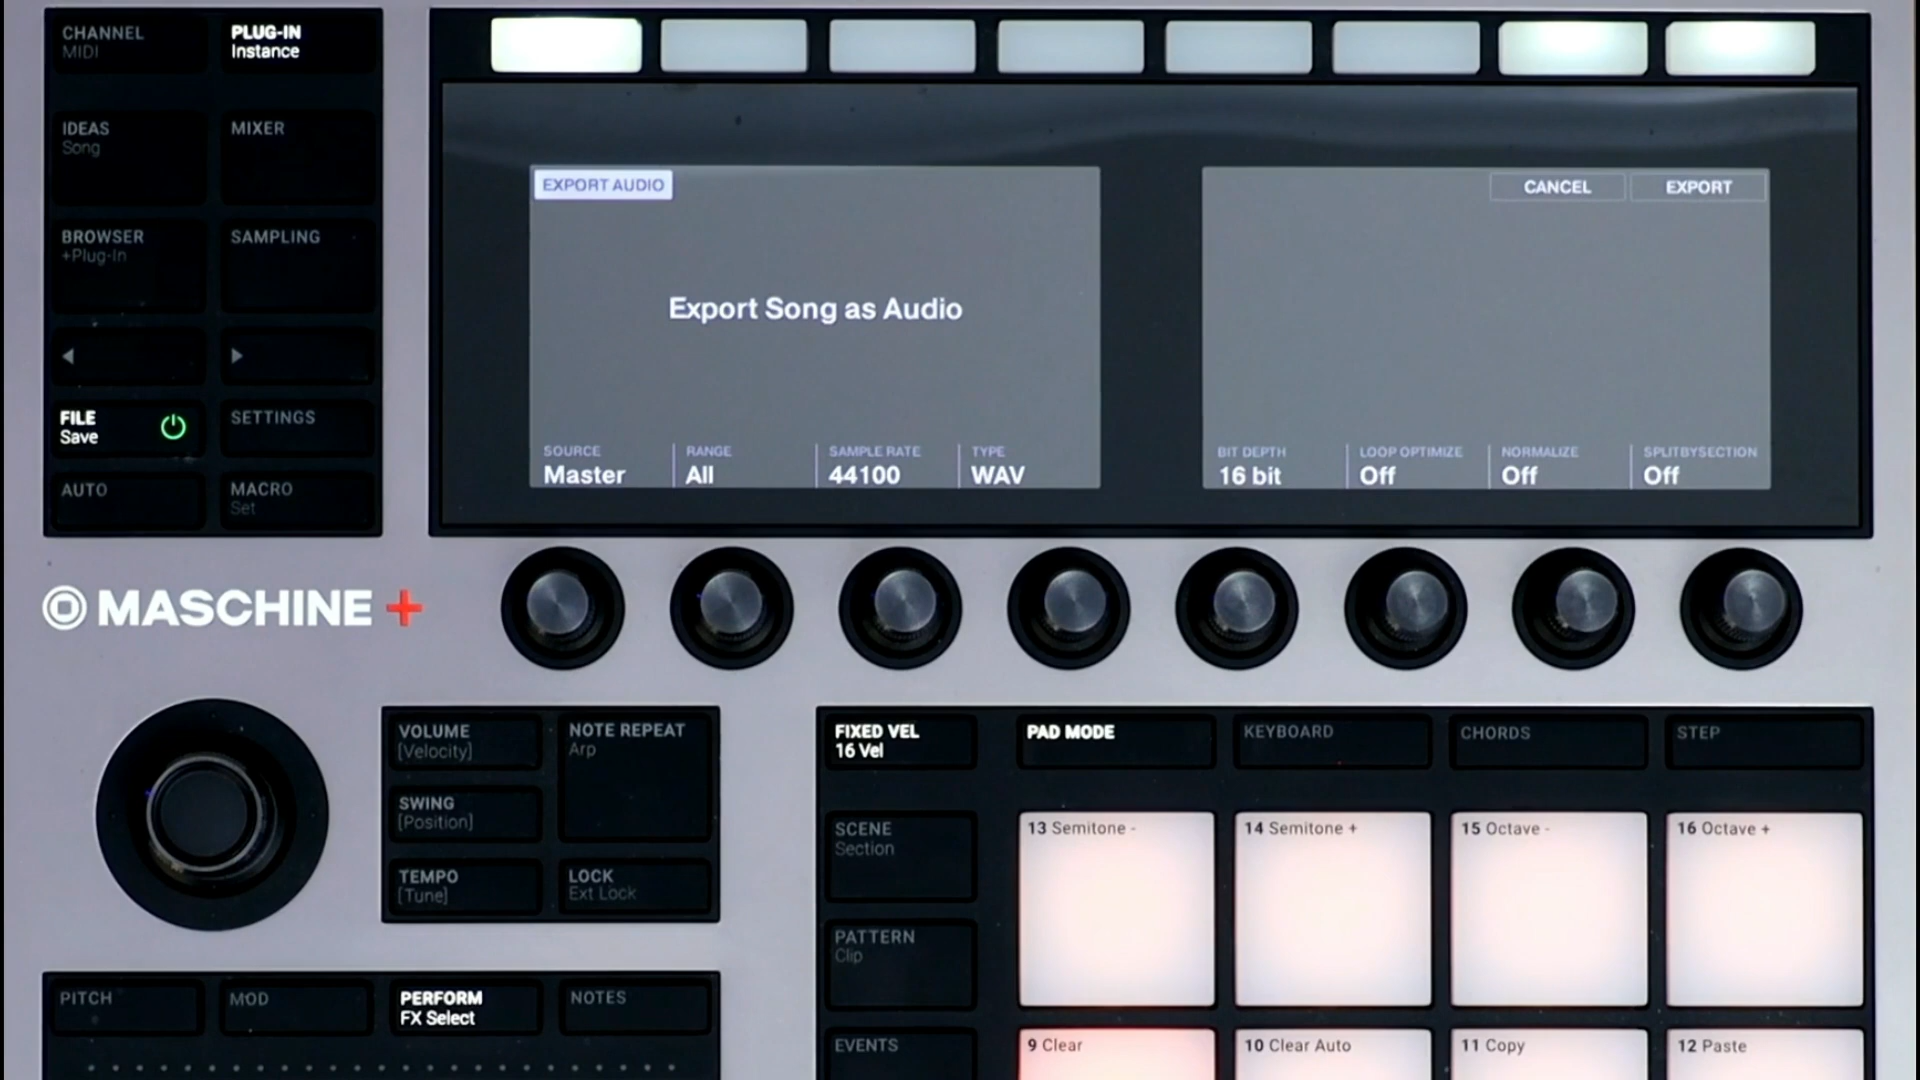 CHANNEL
MIDI
PLUG-IN
Instance
IDEAS
Song
MIXER
BROWSER
+Plug-In
SAMPLING
FILE
Save
SETTINGS
AUTO
MACRO
Set
EXPORT AUDIO
Export Song as Audio
SOURCE
Master
RANGE
All
SAMPLE RATE
44100
TYPE
WAV
CANCEL
EXPORT
BIT DEPTH
16 bit
LOOP OPTIMIZE
Off
NORMALIZE
Off
SPLITBYSECTION
Off
MASCHINE +
VOLUME
[Velocity]
NOTE REPEAT
Arp
SWING
[Position]
TEMPO
[Tune]
LOCK
Ext Lock
PITCH
MOD
PERFORM
FX Select
NOTES
FIXED VEL
16 Vel
PAD MODE
KEYBOARD
CHORDS
STEP
SCENE
Section
PATTERN
Clip
EVENTS
13 Semitone -
14 Semitone +
15 Octave -
16 Octave +
9 Clear
10 Clear Auto
11 Copy
12 Paste